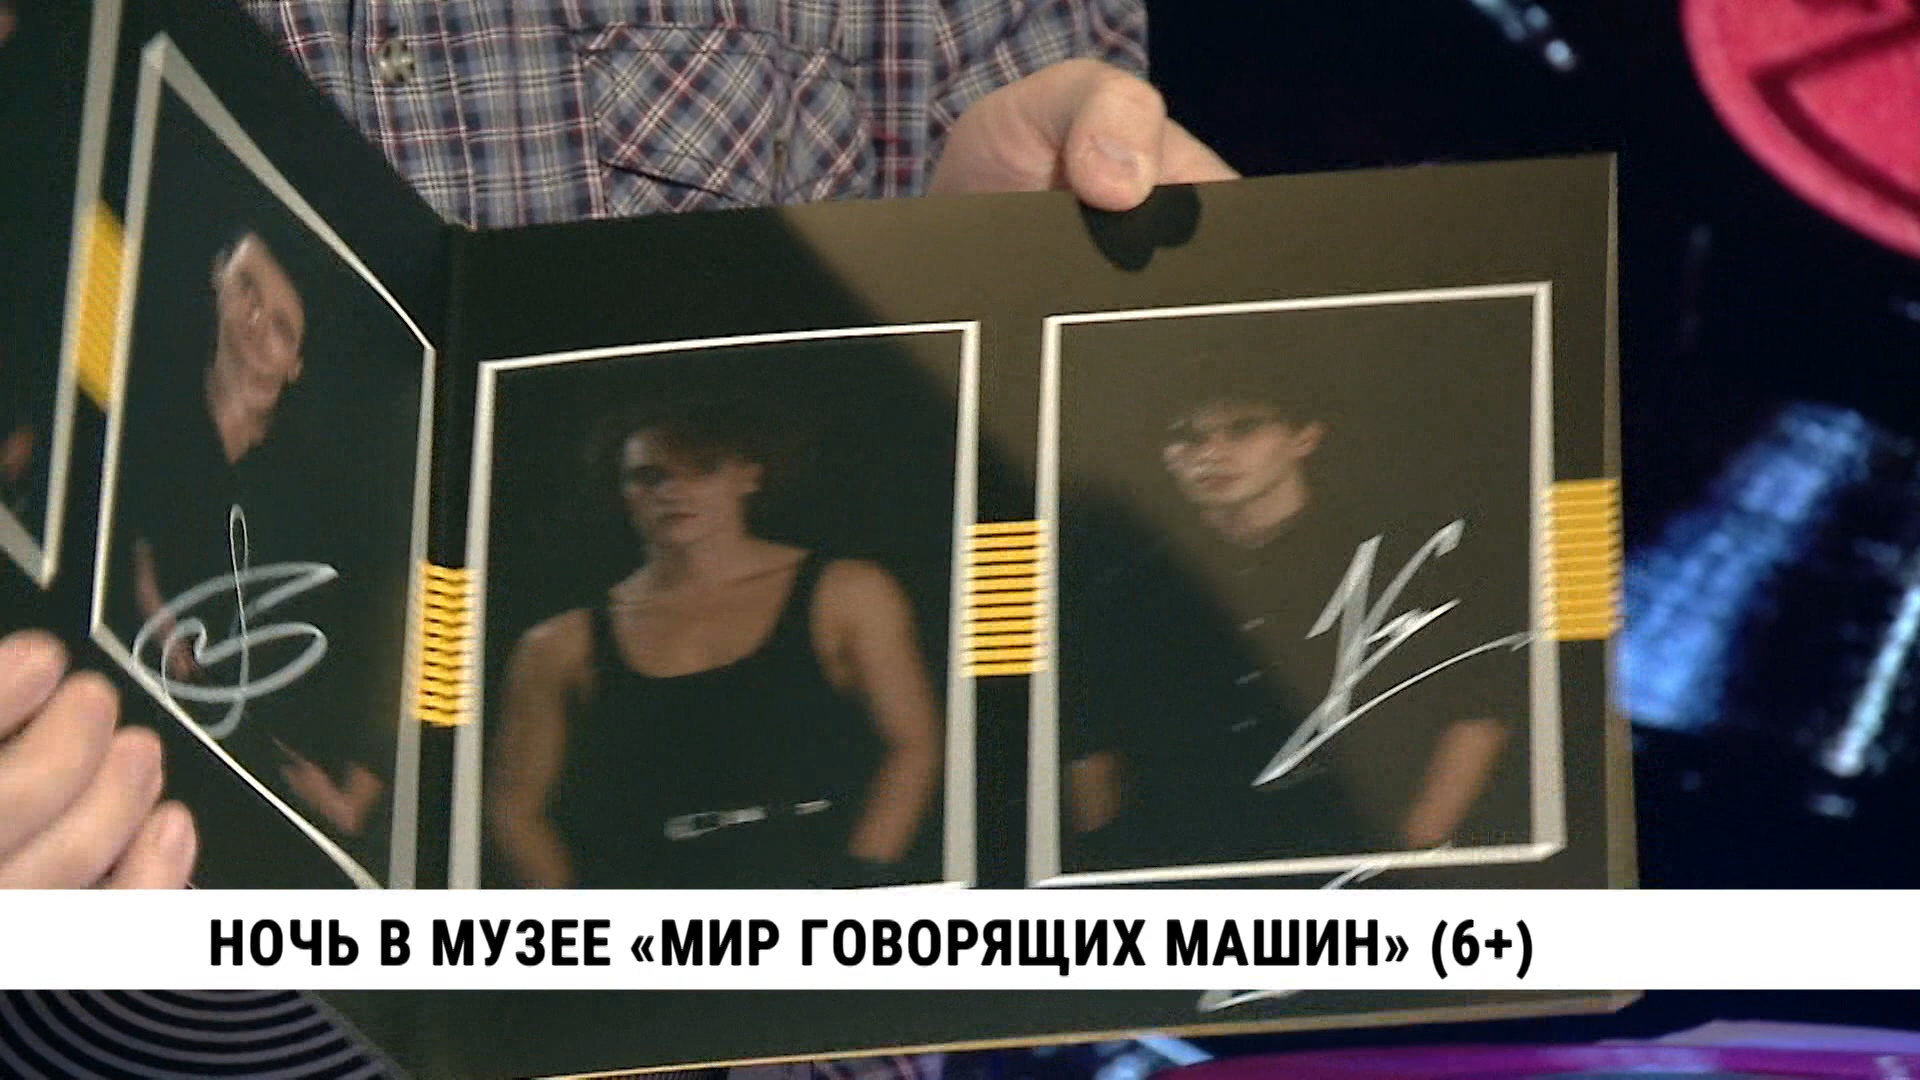 НОЧЬ В МУЗЕЕ «МИР ГОВОРЯЩИХ МАШИН» (6+)